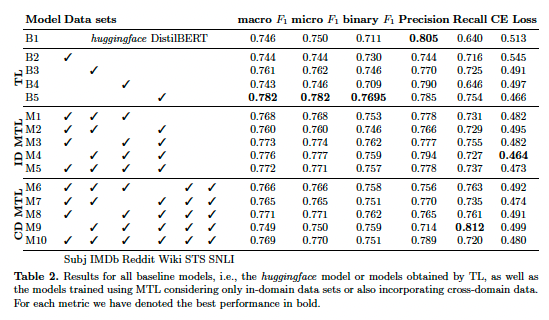 Model Data sets macro F1 micro F1 binary F1 Precision Recall CE Loss
B1 huggingface DistilBERT 0.746 0.750 0.711 0.805 0.640 0.513
TL
B2 ✓ 0.744 0.744 0.730 0.744 0.716 0.545
B3 ✓ 0.761 0.762 0.746 0.770 0.725 0.491
B4 ✓ 0.743 0.746 0.709 0.790 0.646 0.497
B5 ✓ 0.782 0.782 0.7695 0.785 0.754 0.466
ID MTL
M1 ✓ ✓ ✓ 0.768 0.768 0.753 0.778 0.731 0.482
M2 ✓ ✓ ✓ 0.760 0.760 0.746 0.766 0.729 0.495
M3 ✓ ✓ ✓ 0.773 0.774 0.762 0.777 0.755 0.482
M4 ✓ ✓ ✓ 0.776 0.777 0.759 0.794 0.727 0.464
M5 ✓ ✓ ✓ ✓ 0.772 0.771 0.757 0.778 0.737 0.473
CD MTL
M6 ✓ ✓ ✓ ✓ ✓ 0.766 0.766 0.758 0.756 0.763 0.492
M7 ✓ ✓ ✓ ✓ ✓ 0.765 0.765 0.751 0.770 0.735 0.474
M8 ✓ ✓ ✓ ✓ ✓ 0.771 0.771 0.762 0.765 0.761 0.491
M9 ✓ ✓ ✓ ✓ ✓ 0.749 0.750 0.759 0.714 0.812 0.499
M10 ✓ ✓ ✓ ✓ ✓ ✓ 0.769 0.770 0.751 0.789 0.720 0.480
Subj IMDb Reddit Wiki STS SNLI
Table 2. Results for all baseline models, i.e., the huggingface model or models obtained by TL, as well as
the models trained using MTL considering only in-domain data sets or also incorporating cross-domain data.
For each metric we have denoted the best performance in bold.